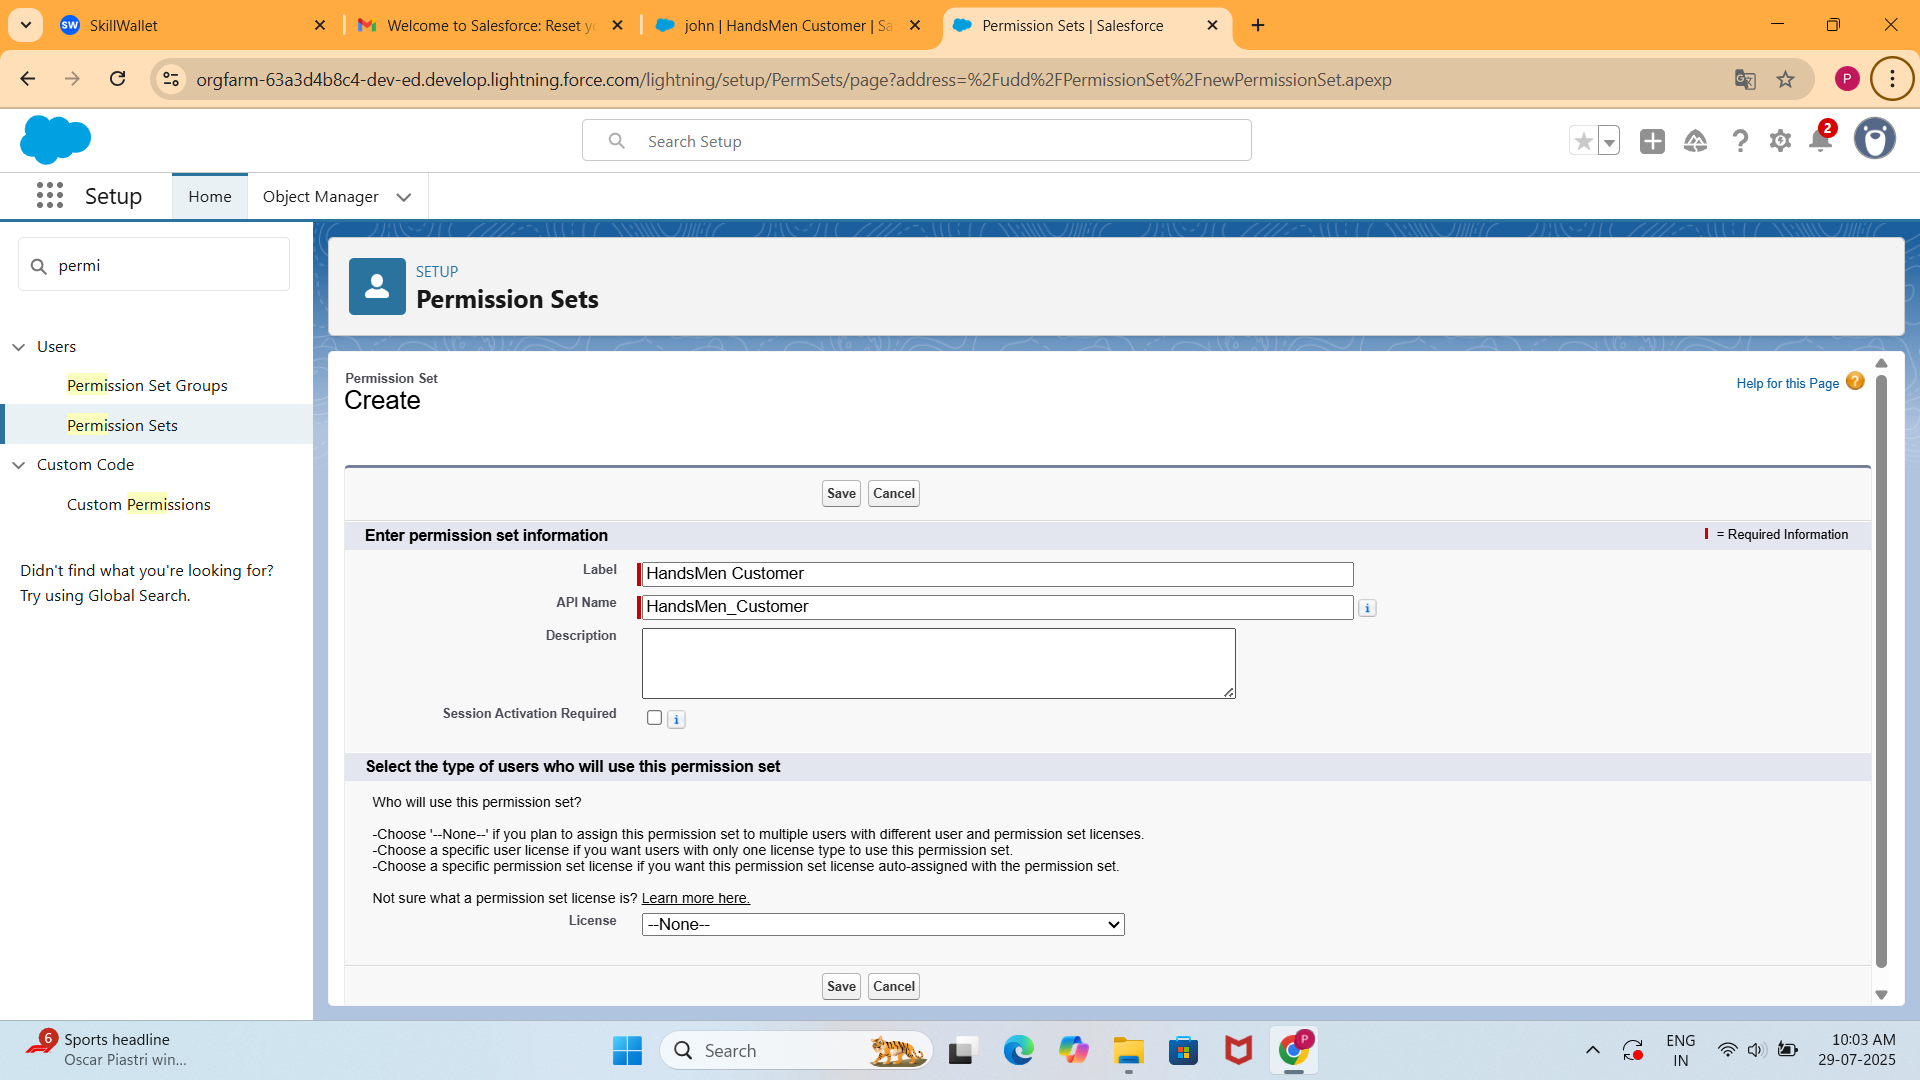 SkillWallet
Welcome to Salesforce: Reset yo
john | HandsMen Customer | Sa
Permission Sets | Salesforce
orgfarm-63a3d4b8c4-dev-ed.develop.lightning.force.com/lightning/setup/PermSets/page?address=%2Fudd%2FPermissionSet%2FnewPermissionSet.apexp
P
Search Setup
2
Setup
Home
Object Manager
permi
Users
Permission Set Groups
Permission Sets
Custom Code
Custom Permissions
Didn't find what you're looking for?
Try using Global Search.
SETUP
Permission Sets
Permission Set
Create
Help for this Page
Save Cancel
Enter permission set information
= Required Information
Label HandsMen Customer
API Name HandsMen_Customer
Description
Session Activation Required
Select the type of users who will use this permission set
Who will use this permission set?
-Choose '--None--' if you plan to assign this permission set to multiple users with different user and permission set licenses.
-Choose a specific user license if you want users with only one license type to use this permission set.
-Choose a specific permission set license if you want this permission set license auto-assigned with the permission set.
Not sure what a permission set license is? Learn more here.
License --None--
Save Cancel
6
Sports headline
Oscar Piastri win...
Search
P
ENG
IN
10:03 AM
29-07-2025